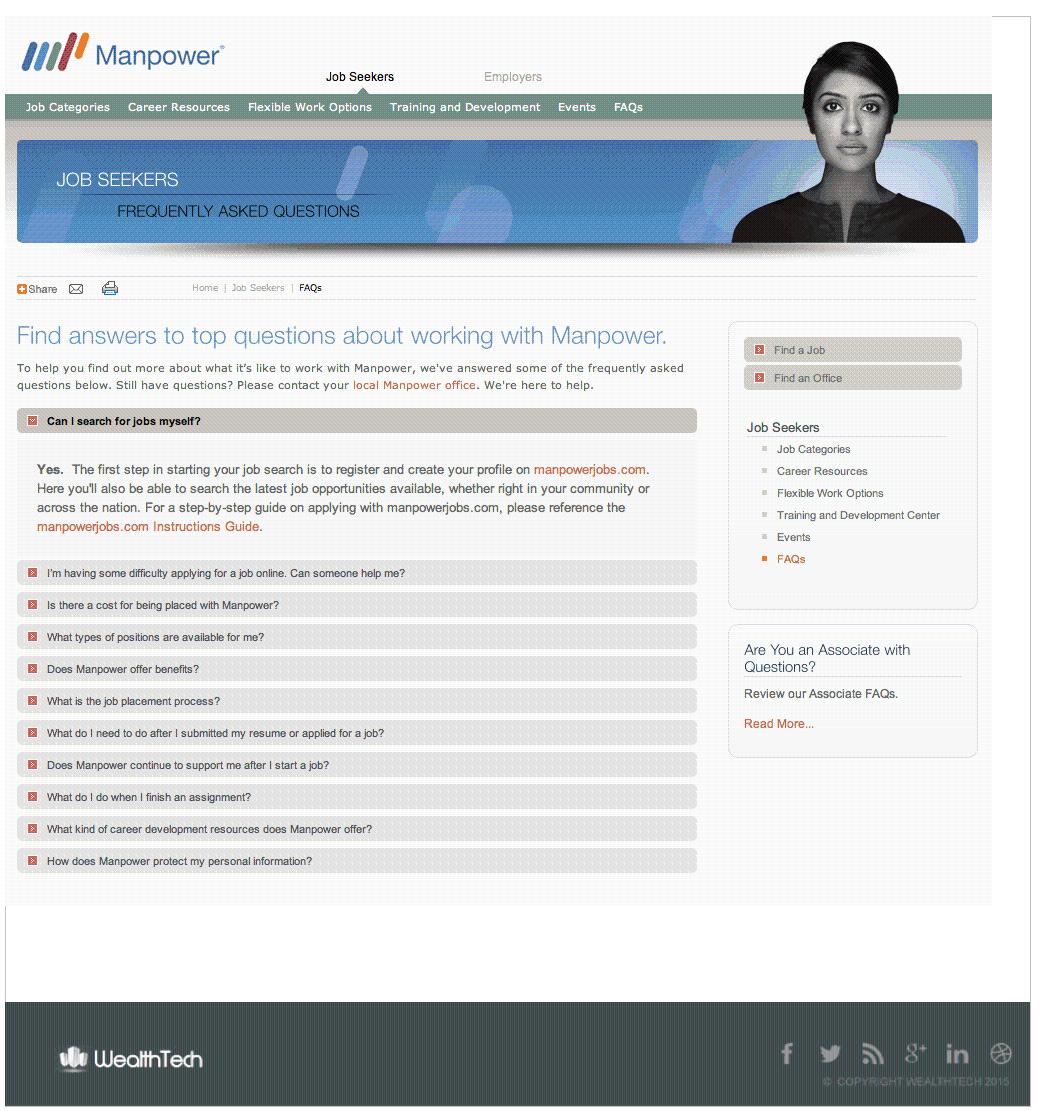 Manpower®
Job Seekers
Employers
Job Categories
Career Resources
Flexible Work Options
Training and Development
Events
FAQs
JOB SEEKERS
FREQUENTLY ASKED QUESTIONS
Share
Home | Job Seekers | FAQs
Find answers to top questions about working with Manpower.
To help you find out more about what it's like to work with Manpower, we've answered some of the frequently asked
questions below. Still have questions? Please contact your local Manpower office. We're here to help.
Can I search for jobs myself?
Yes. The first step in starting your job search is to register and create your profile on manpowerjobs.com.
Here you'll also be able to search the latest job opportunities available, whether right in your community or
across the nation. For a step-by-step guide on applying with manpowerjobs.com, please reference the
manpowerjobs.com Instructions Guide.
I'm having some difficulty applying for a job online. Can someone help me?
Is there a cost for being placed with Manpower?
What types of positions are available for me?
Does Manpower offer benefits?
What is the job placement process?
What do I need to do after I submitted my resume or applied for a job?
Does Manpower continue to support me after I start a job?
What do I do when I finish an assignment?
What kind of career development resources does Manpower offer?
How does Manpower protect my personal information?
Find a Job
Find an Office
Job Seekers
Job Categories
Career Resources
Flexible Work Options
Training and Development Center
Events
FAQs
Are You an Associate with
Questions?
Review our Associate FAQs.
Read More...
WealthTech
© COPYRIGHT WEALTHTECH 2015